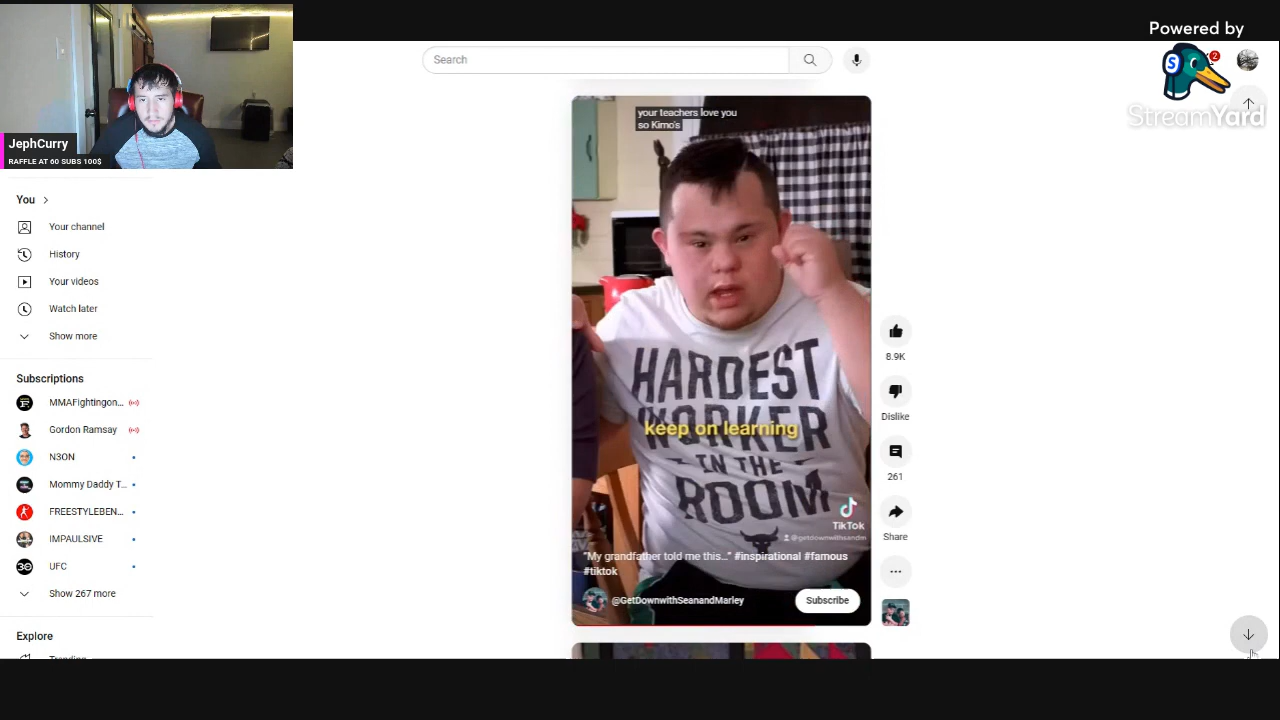 Powered by
StreamYard
2
Search
JephCurry
RAFFLE AT 60 SUBS 100$
You
Your channel
History
Your videos
Watch later
Show more
Subscriptions
MMAFightingon...
Gordon Ramsay
N3ON
Mommy Daddy T...
FREESTYLEBEN...
IMPAULSIVE
UFC
Show 267 more
Explore
your teachers love you
so Kimo's
HARDEST
WORKER
IN THE
ROOM
keep on learning
TikTok
@getdownwithseandm
"My grandfather told me this..." #inspirational #famous
#tiktok
@GetDownwithSeanandMarley
Subscribe
8.9K
Dislike
261
Share